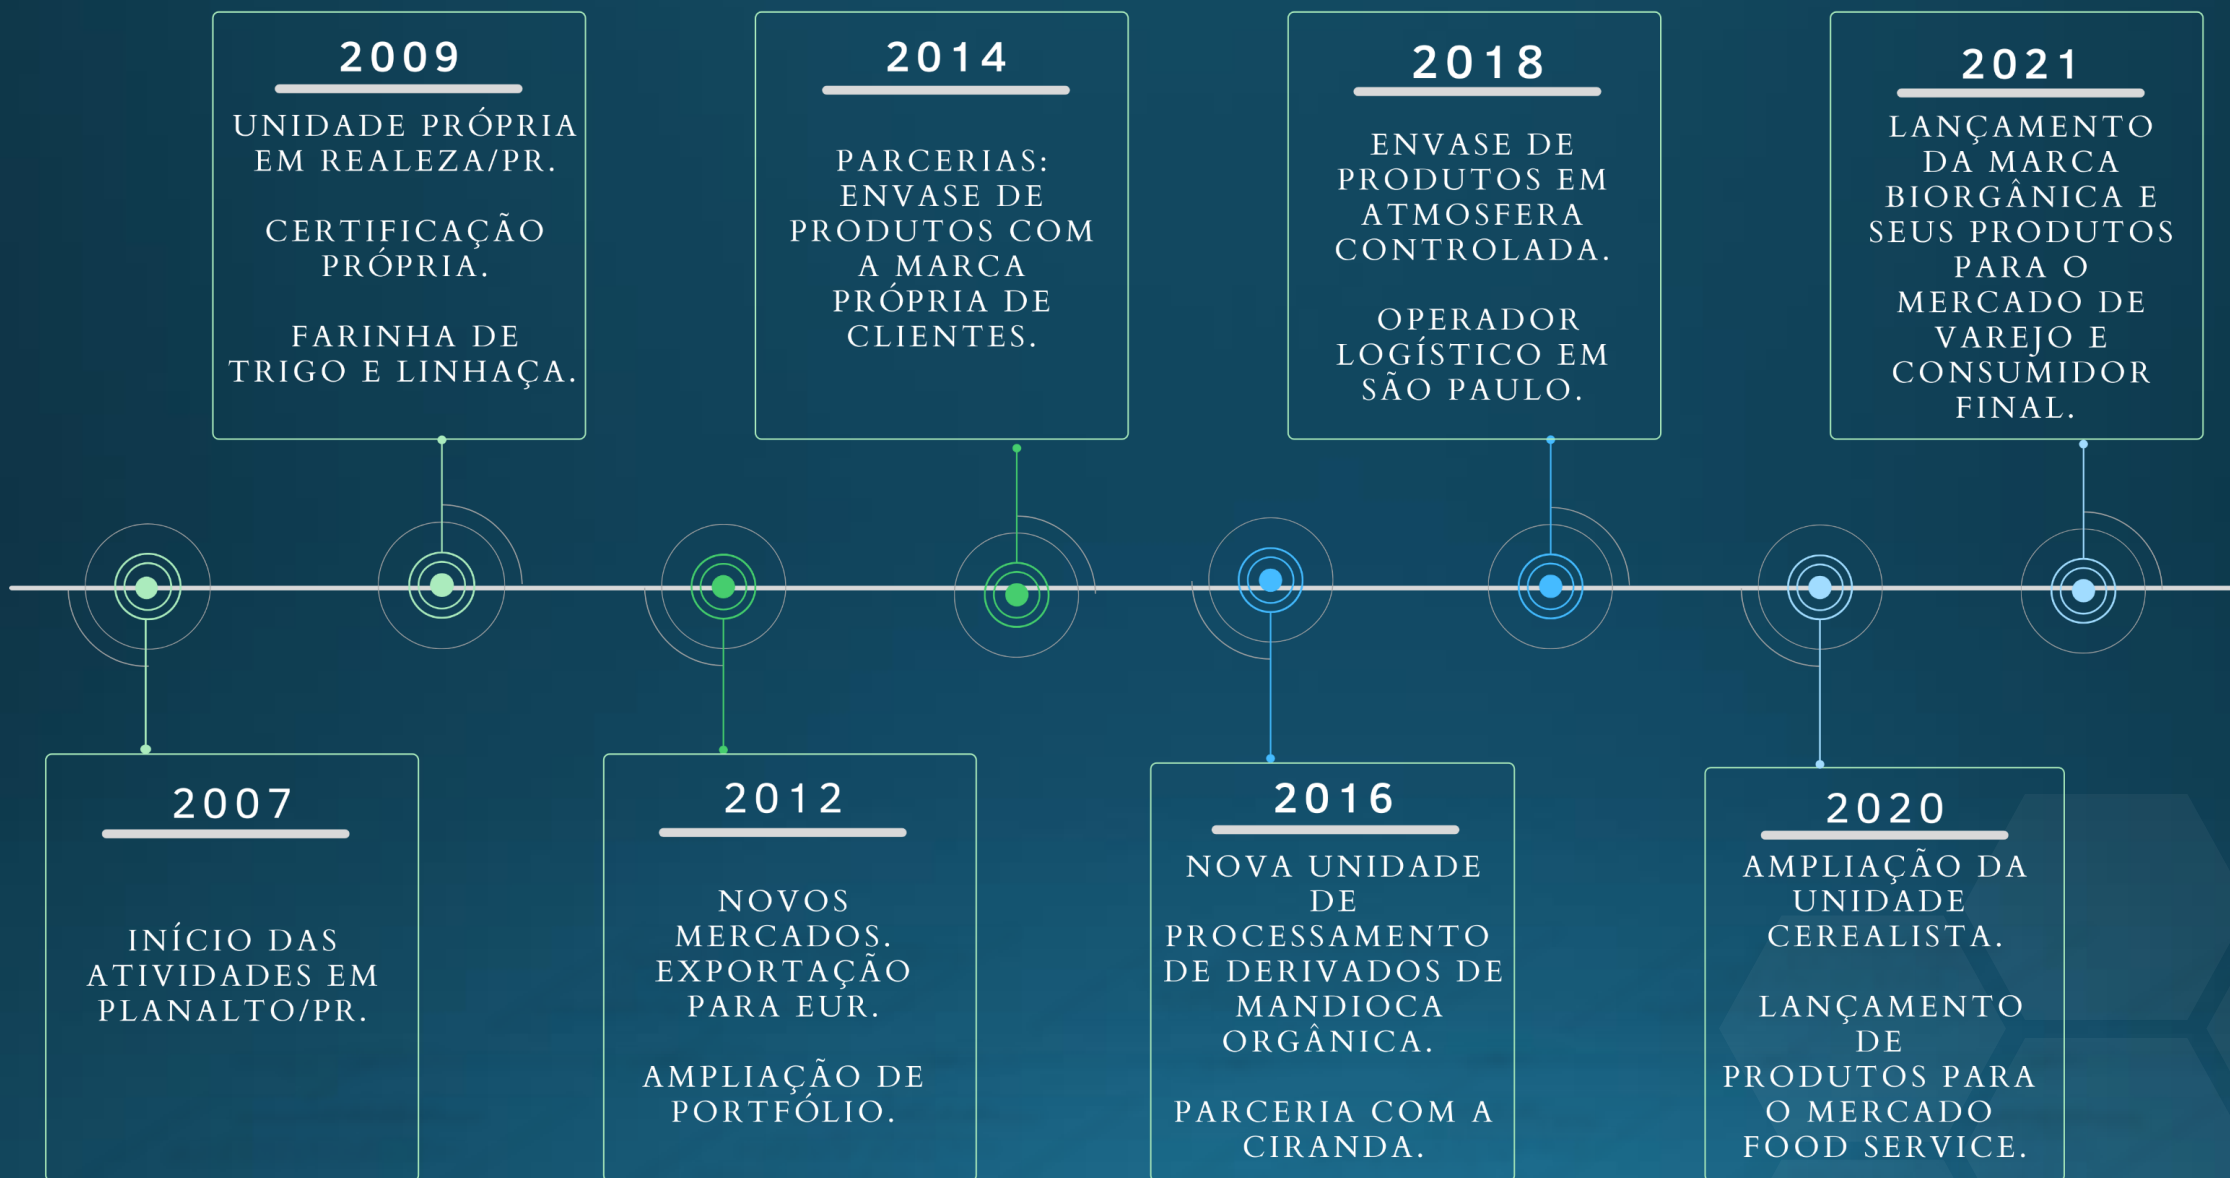 2009
UNIDADE PRÓPRIA
EM REALEZA/PR.
CERTIFICAÇÃO
PRÓPRIA.
FARINHA DE
TRIGO E LINHAÇA.
2014
PARCERIAS:
ENVASE DE
PRODUTOS COM
A MARCA
PRÓPRIA DE
CLIENTES.
2018
ENVASE DE
PRODUTOS EM
ATMOSFERA
CONTROLADA.
OPERADOR
LOGÍSTICO EM
SÃO PAULO.
2021
LANÇAMENTO
DA MARCA
BIORGÂNICA E
SEUS PRODUTOS
PARA O
MERCADO DE
VAREJO E
CONSUMIDOR
FINAL.
2007
INÍCIO DAS
ATIVIDADES EM
PLANALTO/PR.
2012
NOVOS
MERCADOS.
EXPORTAÇÃO
PARA EUR.
AMPLIAÇÃO DE
PORTFÓLIO.
2016
NOVA UNIDADE
DE
PROCESSAMENTO
DE DERIVADOS DE
MANDIOCA
ORGÂNICA.
PARCERIA COM A
CIRANDA.
2020
AMPLIAÇÃO DA
UNIDADE
CEREALISTA.
LANÇAMENTO
DE
PRODUTOS PARA
O MERCADO
FOOD SERVICE.